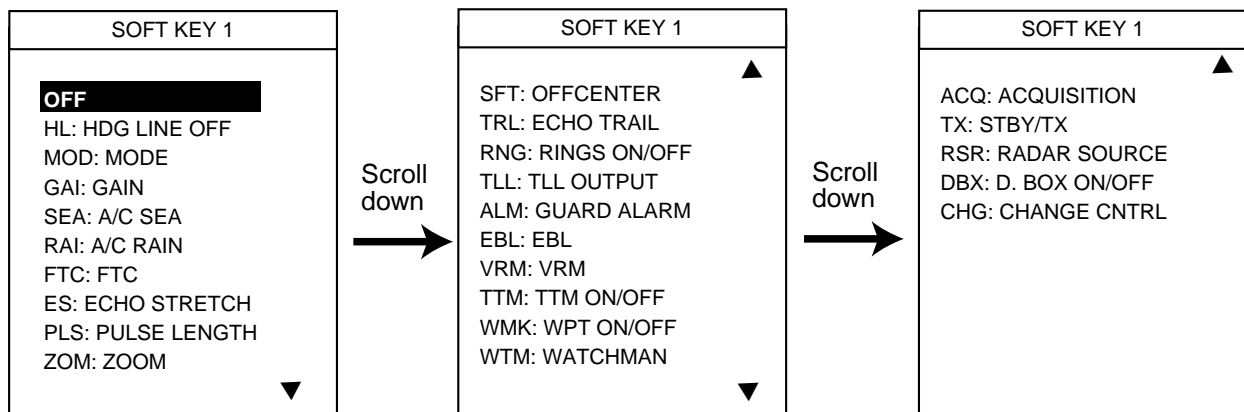 SOFT KEY 1
OFF
HL: HDG LINE OFF
MOD: MODE
GAI: GAIN
SEA: A/C SEA
RAI: A/C RAIN
FTC: FTC
ES: ECHO STRETCH
PLS: PULSE LENGTH
ZOM: ZOOM
Scroll
down
SOFT KEY 1
SFT: OFFCENTER
TRL: ECHO TRAIL
RNG: RINGS ON/OFF
TLL: TLL OUTPUT
ALM: GUARD ALARM
EBL: EBL
VRM: VRM
TTM: TTM ON/OFF
WMK: WPT ON/OFF
WTM: WATCHMAN
Scroll
down
SOFT KEY 1
ACQ: ACQUISITION
TX: STBY/TX
RSR: RADAR SOURCE
DBX: D. BOX ON/OFF
CHG: CHANGE CNTRL